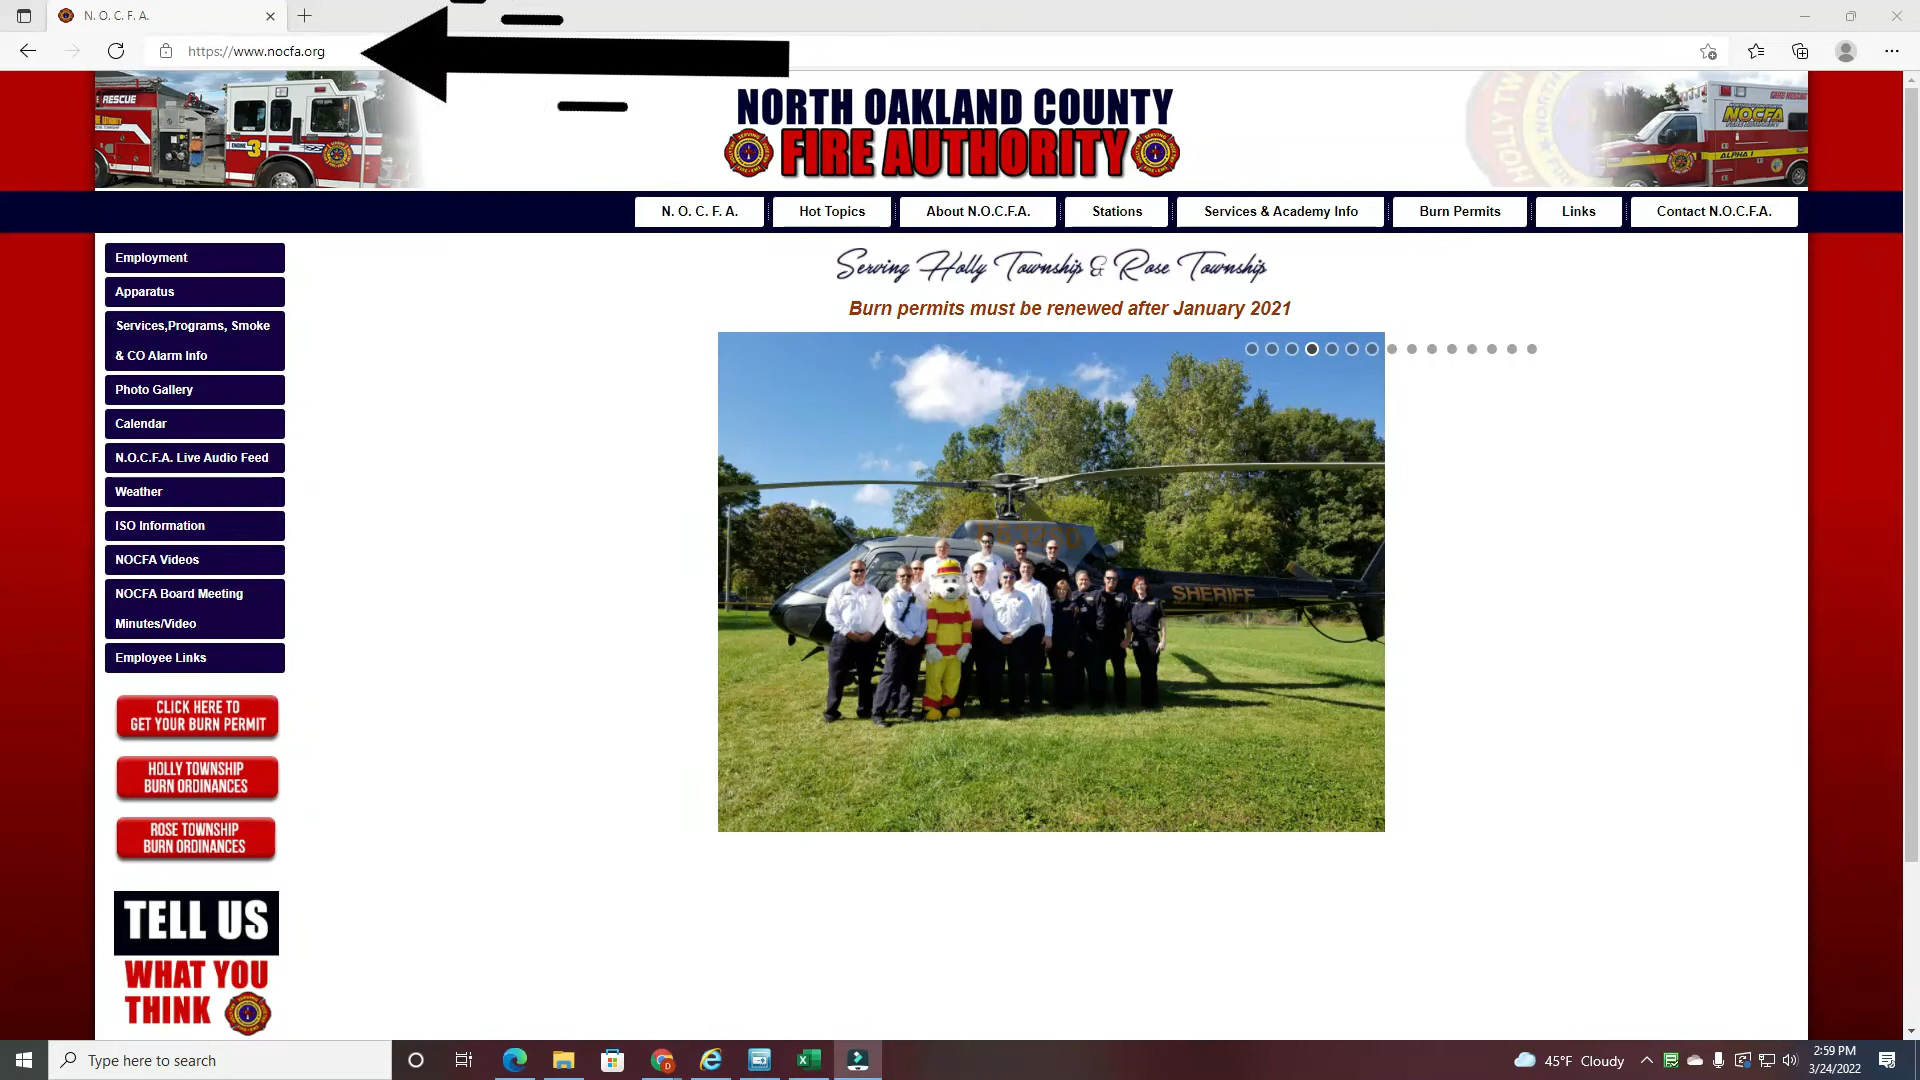 N. O. C. F. A.
https://www.nocfa.org
RESCUE
ENGINE 3
NORTH OAKLAND COUNTY
FIRE AUTHORITY
NOCFA
ALPHA 1
N. O. C. F. A.
Hot Topics
About N.O.C.F.A.
Stations
Services & Academy Info
Burn Permits
Links
Contact N.O.C.F.A.
Employment
Apparatus
Services,Programs, Smoke
& CO Alarm Info
Photo Gallery
Calendar
N.O.C.F.A. Live Audio Feed
Weather
ISO Information
NOCFA Videos
NOCFA Board Meeting
Minutes/Video
Employee Links
CLICK HERE TO
GET YOUR BURN PERMIT
HOLLY TOWNSHIP
BURN ORDINANCES
ROSE TOWNSHIP
BURN ORDINANCES
TELL US
WHAT YOU
THINK
Serving Holly Township & Rose Township
Burn permits must be renewed after January 2021
SHERIFF
Type here to search
45°F Cloudy
2:59 PM
3/24/2022